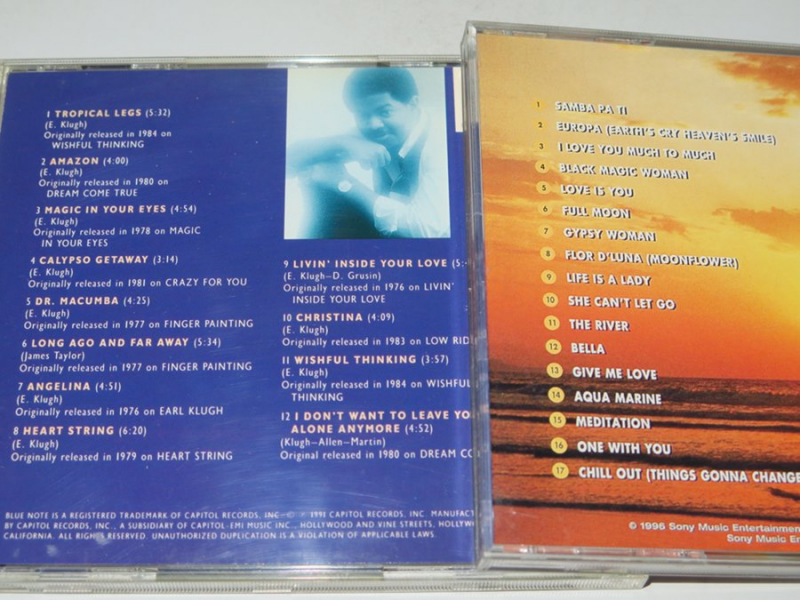 1 TROPICAL LEGS (5:32)
(E. Klugh)
Originally released in 1984 on
WISHFUL THINKING
2 AMAZON (4:00)
(E. Klugh)
Originally released in 1980 on
DREAM COME TRUE
3 MAGIC IN YOUR EYES (4:54)
(E. Klugh)
Originally released in 1978 on MAGIC
IN YOUR EYES
4 CALYPSO GETAWAY (3:14)
(E. Klugh)
Originally released in 1981 on CRAZY FOR YOU
5 DR. MACUMBA (4:25)
(E. Klugh)
Originally released in 1977 on FINGER PAINTING
6 LONG AGO AND FAR AWAY (5:34)
(James Taylor)
Originally released in 1977 on FINGER PAINTING
7 ANGELINA (4:51)
(E. Klugh)
Originally released in 1976 on EARL KLUGH
8 HEART STRING (6:20)
(E. Klugh)
Originally released in 1979 on HEART STRING
9 LIVIN' INSIDE YOUR LOVE (5:
(E. Klugh—D. Grusin)
Originally released in 1976 on LIVIN'
INSIDE YOUR LOVE
10 CHRISTINA (4:09)
(E. Klugh)
Originally released in 1983 on LOW RID
11 WISHFUL THINKING (3:57)
(E. Klugh)
Originally released in 1984 on WISHFUL
THINKING
12 I DON'T WANT TO LEAVE YO
ALONE ANYMORE (4:52)
(Klugh—Allen—Martin)
Original released in 1980 on DREAM CO
BLUE NOTE IS A REGISTERED TRADEMARK OF CAPITOL RECORDS, INC. © 1991 CAPITOL RECORDS, INC. MANUFACT
BY CAPITOL RECORDS, INC., A SUBSIDIARY OF CAPITOL-EMI MUSIC INC., HOLLYWOOD AND VINE STREETS, HOLLYW
CALIFORNIA. ALL RIGHTS RESERVED. UNAUTHORIZED DUPLICATION IS A VIOLATION OF APPLICABLE LAWS.
1 SAMBA PA TI
2 EUROPA (EARTH'S CRY HEAVEN'S SMILE)
3 I LOVE YOU MUCH TO MUCH
4 BLACK MAGIC WOMAN
5 LOVE IS YOU
6 FULL MOON
7 GYPSY WOMAN
8 FLOR D'LUNA (MOONFLOWER)
9 LIFE IS A LADY
10 SHE CAN'T LET GO
11 THE RIVER
12 BELLA
13 GIVE ME LOVE
14 AQUA MARINE
15 MEDITATION
16 ONE WITH YOU
17 CHILL OUT (THINGS GONNA CHANGE
© 1996 Sony Music Entertainmen
Sony Music En